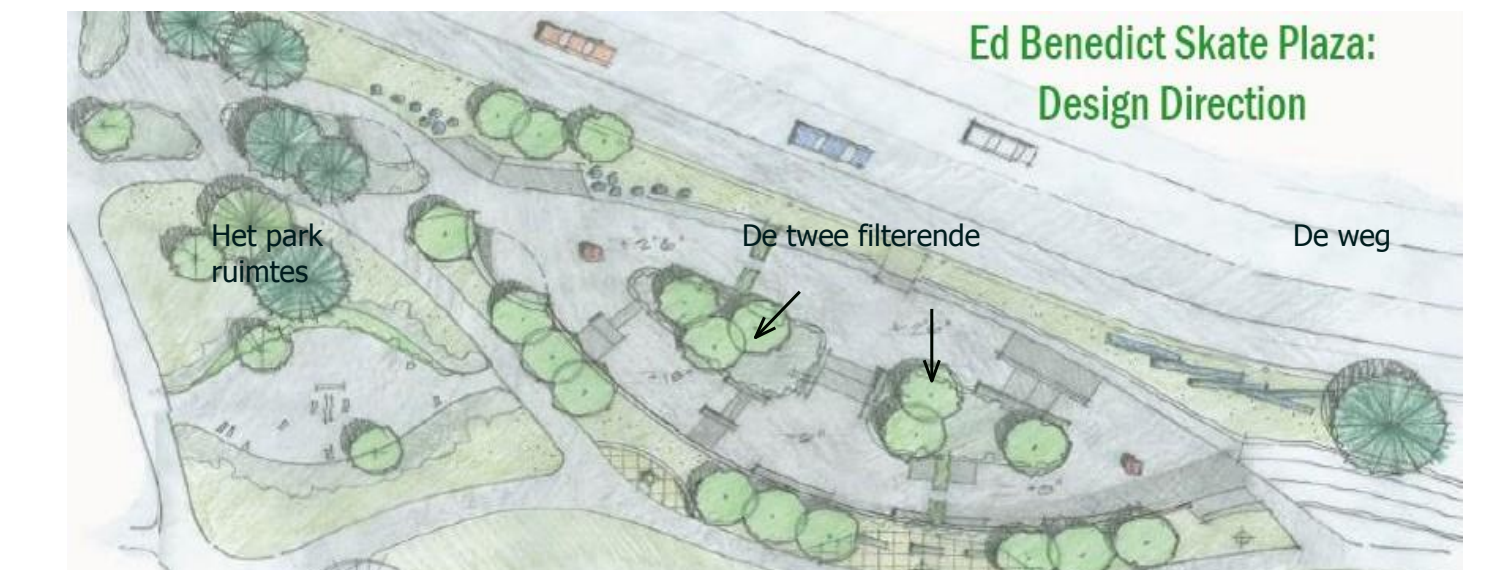 Ed Benedict Skate Plaza:
Design Direction
Het park
ruimtes
De twee filterende
De weg